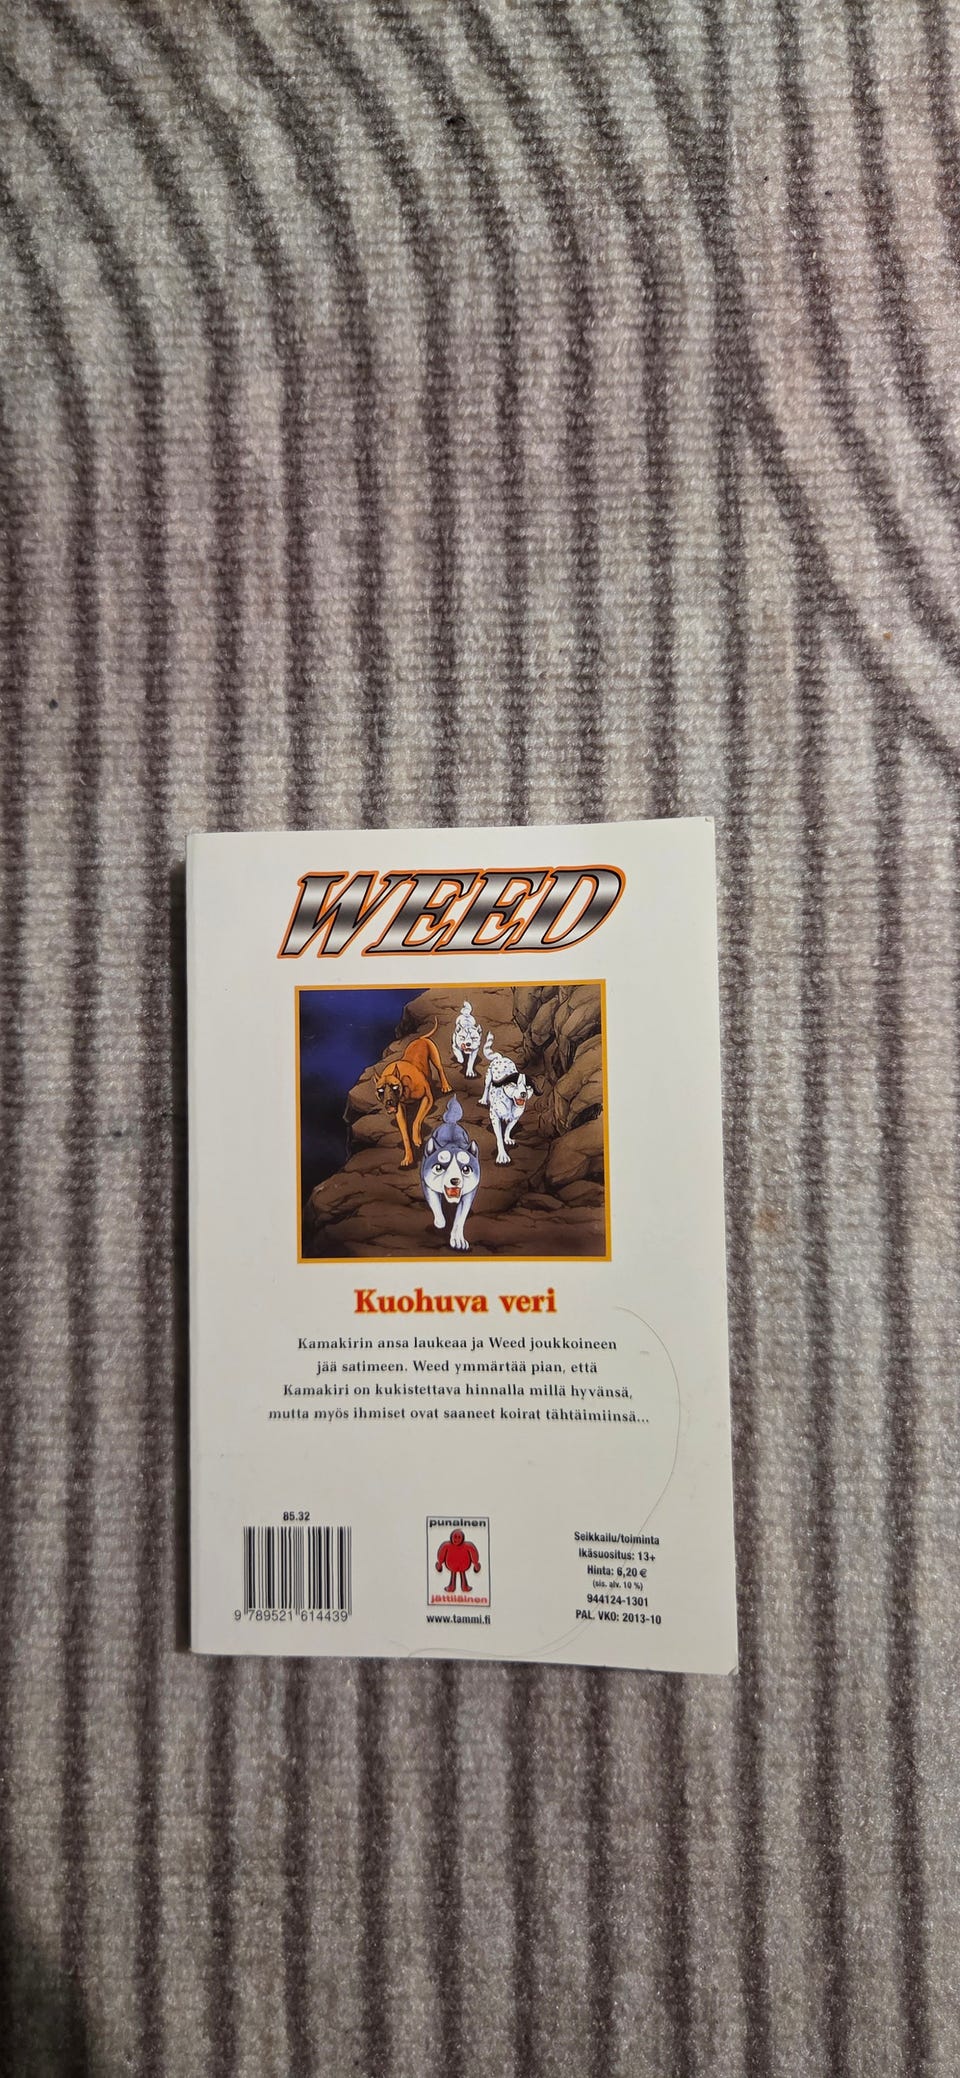 WEED
Kuohuva veri
Kamakirin ansa laukeaa ja Weed joukkoineen
jää satimeen. Weed ymmärtää pian, että
Kamakiri on kukistettava hinnalla millä hyvänsä,
mutta myös ihmiset ovat saaneet koirat tähtäimiinsä...
85.32
9 789521 614439
punainen
jättiläinen
www.tammi.fi
Seikkailu/toiminta
Ikäsuositus: 13+
Hinta: 6,20 €
(sis. alv. 10 %)
944124-1301
PAL. VKO: 2013-10